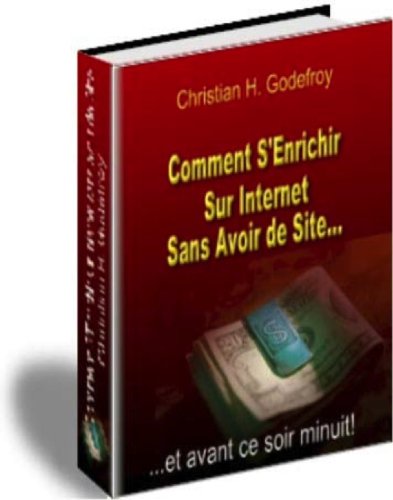 Christian H. Godefroy
Comment S'Enrichir
Sur Internet
Sans Avoir de Site...
...et avant ce soir minuit!